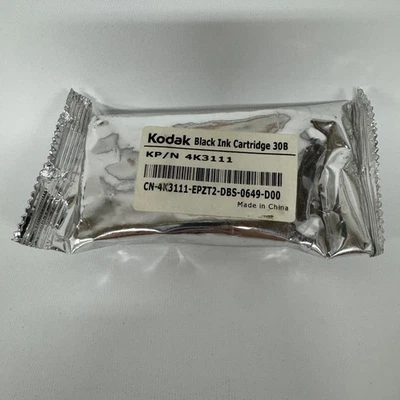 Kodak Black Ink Cartridge 30B
KP/N 4K3111
CN-4K3111-EPZT2-DBS-0649-D00
Made in China